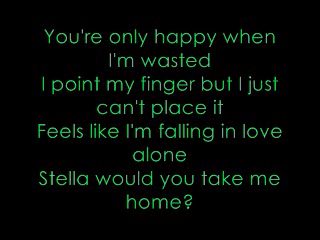 You're only happy when
I'm wasted
I point my finger but I just
can't place it
Feels like I'm falling in love
alone
Stella would you take me
home?